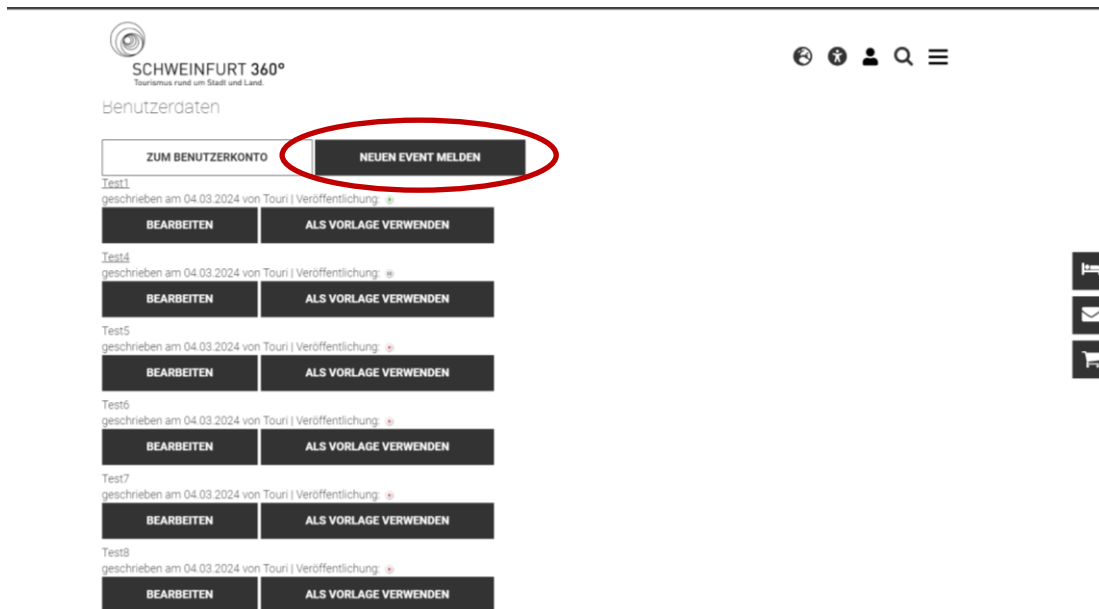 SCHWEINFURT 360°
Tourismus rund um Stadt und Land.
Benutzerdaten
ZUM BENUTZERKONTO NEUEN EVENT MELDEN
Test1
geschrieben am 04.03.2024 von Touri | Veröffentlichung:
BEARBEITEN ALS VORLAGE VERWENDEN
Test4
geschrieben am 04.03.2024 von Touri | Veröffentlichung:
BEARBEITEN ALS VORLAGE VERWENDEN
Test5
geschrieben am 04.03.2024 von Touri | Veröffentlichung:
BEARBEITEN ALS VORLAGE VERWENDEN
Test6
geschrieben am 04.03.2024 von Touri | Veröffentlichung:
BEARBEITEN ALS VORLAGE VERWENDEN
Test7
geschrieben am 04.03.2024 von Touri | Veröffentlichung:
BEARBEITEN ALS VORLAGE VERWENDEN
Test8
geschrieben am 04.03.2024 von Touri | Veröffentlichung:
BEARBEITEN ALS VORLAGE VERWENDEN